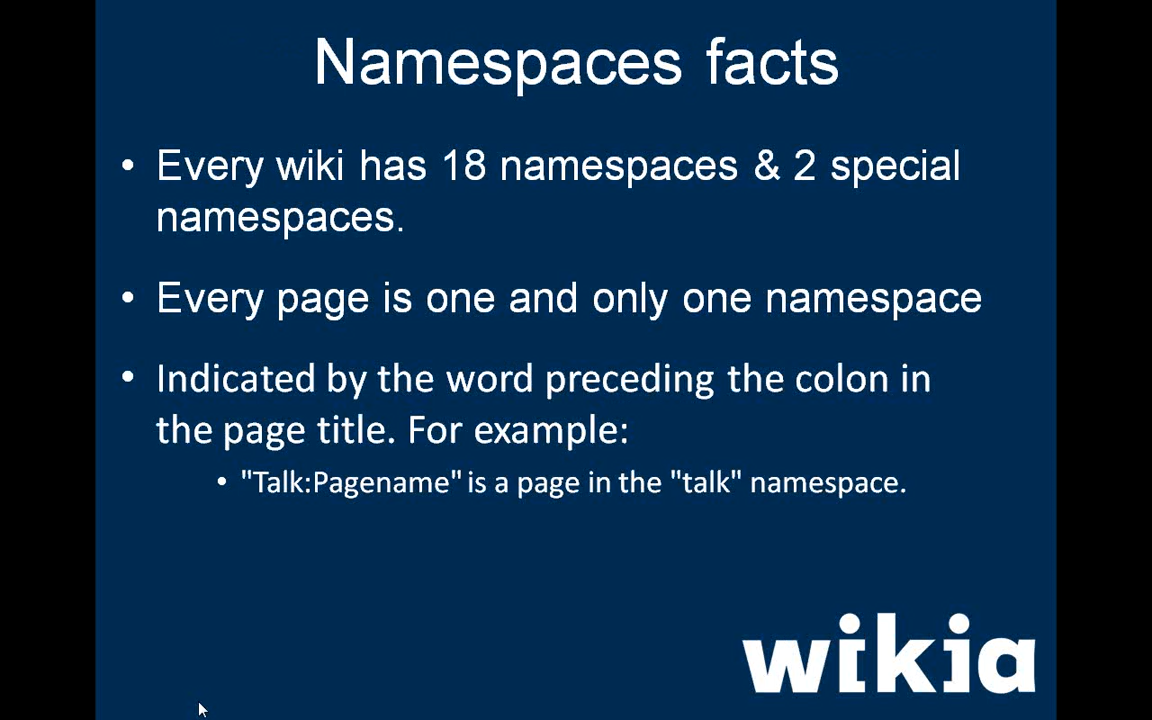 Namespaces facts
• Every wiki has 18 namespaces & 2 special
namespaces.
• Every page is one and only one namespace
• Indicated by the word preceding the colon in
the page title. For example:
• "Talk:Pagename" is a page in the "talk" namespace.
wikia